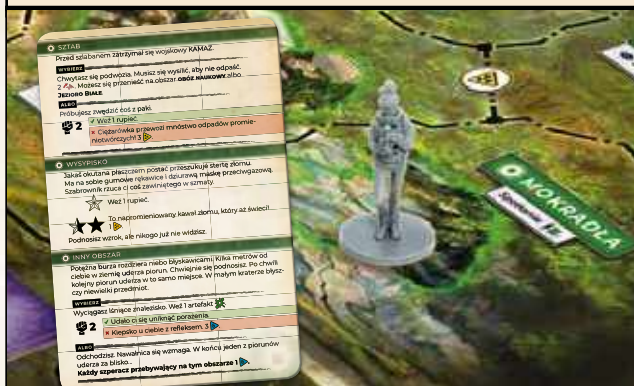 SZTAB
Przed szlabanem zatrzymał się wojskowy KAMAZ.
WYBIERZ
Chwytasz się podwozia. Musisz się wysilić, aby nie odpaść.
2 . Możesz się przenieść na obszar OBÓZ NAUKOWY albo
JEZIORO BIAŁE.
ALBO
Próbujesz zwędzić coś z paki.
2
✓ Weź 1 rupieć.
× Ciężarówka przewozi mnóstwo odpadów promie-
niotwórczych! 3
WYSYPISKO
Jakaś okutana płaszczem postać przeszukuje stertę złomu.
Ma na sobie gumowe rękawice i dziurawą maskę przeciwgazową.
Szabrownik rzuca ci coś zawiniętego w szmaty.
Weź 1 rupieć.
To napromieniowany kawał złomu, który aż świeci!
1
Podnosisz wzrok, ale nikogo już nie widzisz.
INNY OBSZAR
Potężna burza rozdziera niebo błyskawicami. Kilka metrów od
ciebie w ziemię uderza piorun. Chwiejnie się podnosisz. Po chwili
kolejny piorun uderza w to samo miejsce. W małym kraterze błysz-
czy niewielki przedmiot.
WYBIERZ
Wyciągasz lśniące znalezisko. Weź 1 artefakt
2
✓ Udało ci się uniknąć porażenia.
× Kiepsko u ciebie z refleksem. 3
ALBO
Odchodzisz. Nawałnica się wzmaga. W końcu jeden z piorunów
uderza za blisko...
Każdy szperacz przebywający na tym obszarze 1
MOKRADŁA